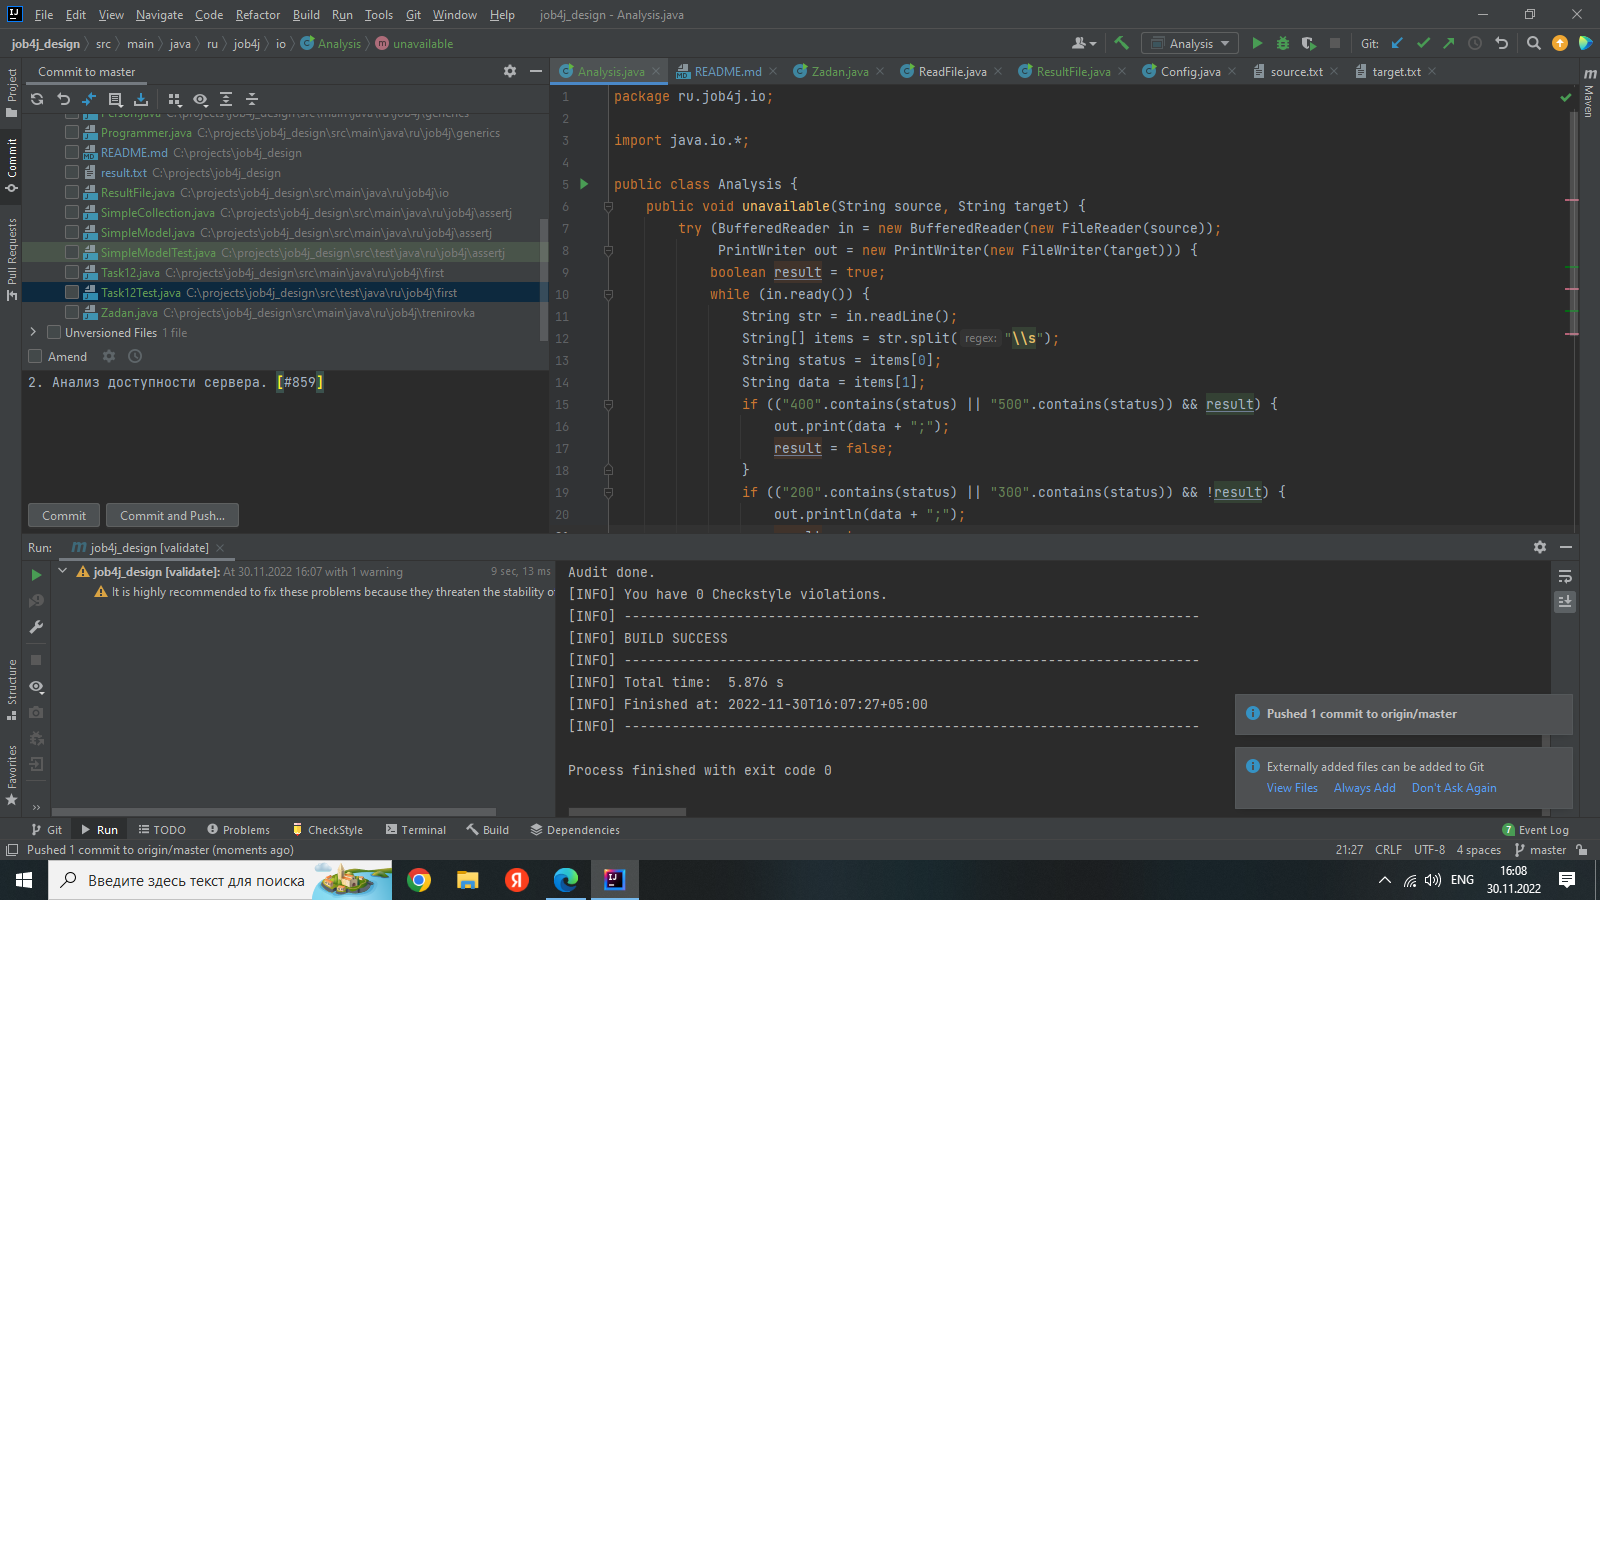 File Edit View Navigate Code Refactor Build Run Tools Git Window Help job4j_design - Analysis.java
job4j_design src main java ru job4j io Analysis unavailable
Analysis
Git:
Project
Commit
Pull Requests
Structure
Favorites
Maven
Commit to master
Person.java C:\projects\job4j_design\src\main\java\ru\job4j\generics
Programmer.java C:\projects\job4j_design\src\main\java\ru\job4j\generics
README.md C:\projects\job4j_design
result.txt C:\projects\job4j_design
ResultFile.java C:\projects\job4j_design\src\main\java\ru\job4j\io
SimpleCollection.java C:\projects\job4j_design\src\main\java\ru\job4j\assertj
SimpleModel.java C:\projects\job4j_design\src\main\java\ru\job4j\assertj
SimpleModelTest.java C:\projects\job4j_design\src\test\java\ru\job4j\assertj
Task12.java C:\projects\job4j_design\src\main\java\ru\job4j\first
Task12Test.java C:\projects\job4j_design\src\test\java\ru\job4j\first
Zadan.java C:\projects\job4j_design\src\main\java\ru\job4j\trenirovka
Unversioned Files 1 file
Amend
2. Анализ доступности сервера. [#859]
Commit
Commit and Push...
Analysis.java README.md Zadan.java ReadFile.java ResultFile.java Config.java source.txt target.txt
1 package ru.job4j.io;
2
3 import java.io.*;
4
5 public class Analysis {
6 public void unavailable(String source, String target) {
7 try (BufferedReader in = new BufferedReader(new FileReader(source));
8 PrintWriter out = new PrintWriter(new FileWriter(target))) {
9 boolean result = true;
10 while (in.ready()) {
11 String str = in.readLine();
12 String[] items = str.split( regex: "\\s");
13 String status = items[0];
14 String data = items[1];
15 if (("400".contains(status) || "500".contains(status)) && result) {
16 out.print(data + ";");
17 result = false;
18 }
19 if (("200".contains(status) || "300".contains(status)) && !result) {
20 out.println(data + ";");
Run: job4j_design [validate]
job4j_design [validate]: At 30.11.2022 16:07 with 1 warning 9 sec, 13 ms
It is highly recommended to fix these problems because they threaten the stability o
Audit done.
[INFO] You have 0 Checkstyle violations.
[INFO] ------------------------------------------------------------------------
[INFO] BUILD SUCCESS
[INFO] ------------------------------------------------------------------------
[INFO] Total time:  5.876 s
[INFO] Finished at: 2022-11-30T16:07:27+05:00
[INFO] ------------------------------------------------------------------------
Process finished with exit code 0
Pushed 1 commit to origin/master
Externally added files can be added to Git
View Files Always Add Don't Ask Again
Git Run TODO Problems CheckStyle Terminal Build Dependencies 7 Event Log
Pushed 1 commit to origin/master (moments ago) 21:27 CRLF UTF-8 4 spaces master
Введите здесь текст для поиска
ENG
16:08
30.11.2022